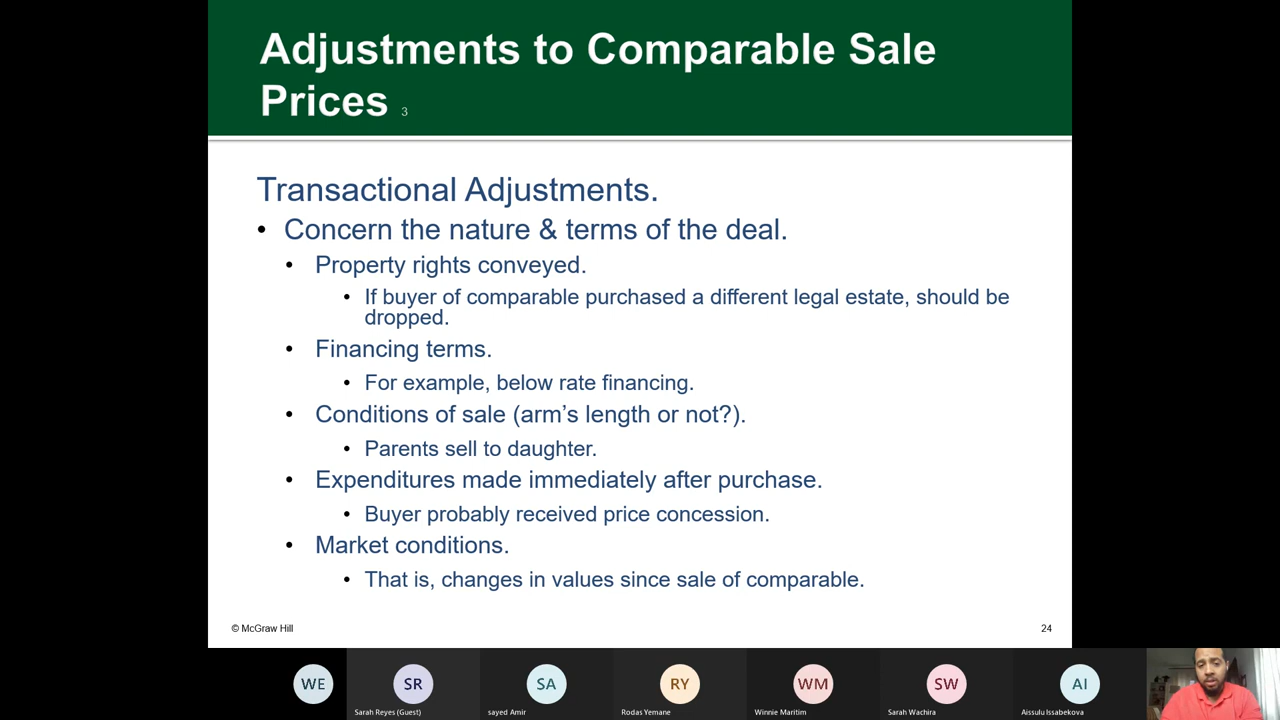 Adjustments to Comparable Sale
Prices 3
Transactional Adjustments.
• Concern the nature & terms of the deal.
• Property rights conveyed.
• If buyer of comparable purchased a different legal estate, should be
dropped.
• Financing terms.
• For example, below rate financing.
• Conditions of sale (arm’s length or not?).
• Parents sell to daughter.
• Expenditures made immediately after purchase.
• Buyer probably received price concession.
• Market conditions.
• That is, changes in values since sale of comparable.
© McGraw Hill
24
WE
SR
SA
RY
WM
SW
AI
Sarah Reyes (Guest)
sayed Amir
Rodas Yemane
Winnie Maritim
Sarah Wachira
Aissulu Issabekova